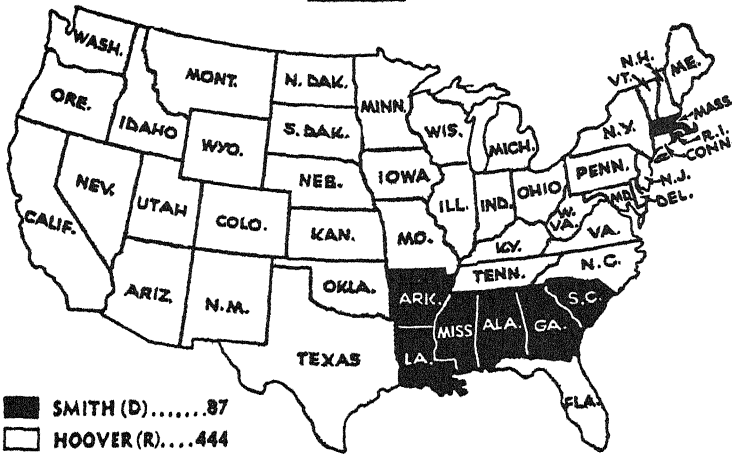 WASH.
MONT.
N. DAK.
MINN.
N.H.
VT.
ME.
ORE.
IDAHO
S. DAK.
WIS.
MICH.
N.Y.
MASS.
R.I.
CONN.
WYO.
NEB.
IOWA
PENN.
N.J.
DEL.
NEV.
UTAH
COLO.
ILL.
IND.
OHIO
MD.
W. VA.
VA.
CALIF.
KAN.
MO.
KY.
ARIZ.
N.M.
OKLA.
ARK.
TENN.
N.C.
S.C.
TEXAS
LA.
MISS
ALA.
GA.
FLA.
SMITH (D).......87
HOOVER (R)....444